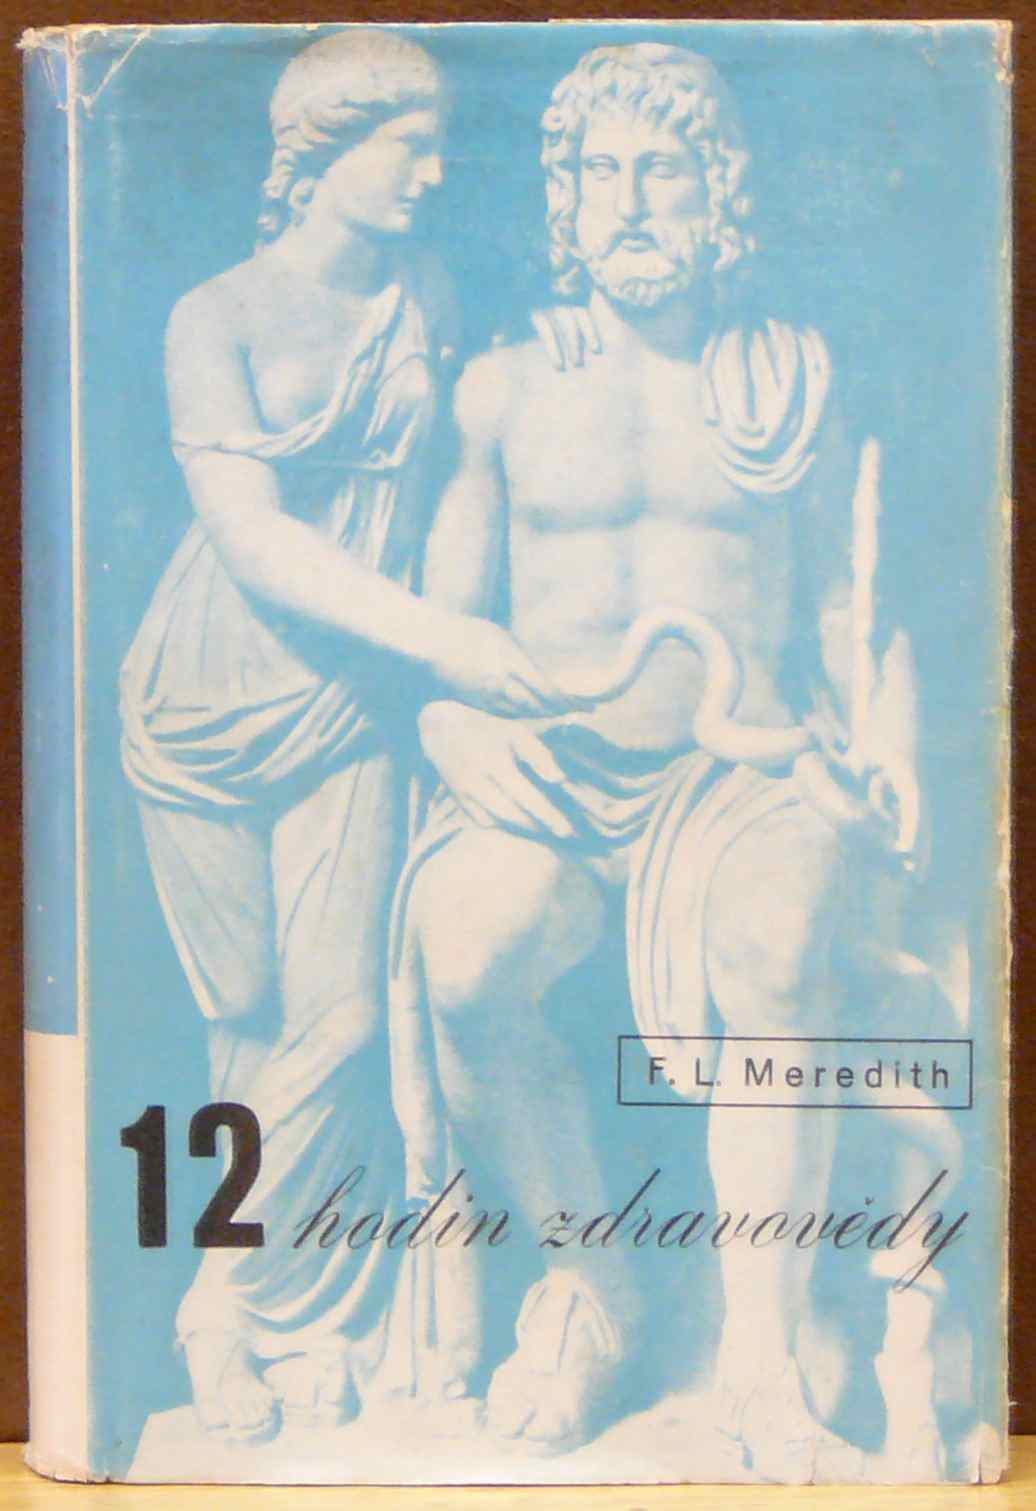 F. L. Meredith
12 hodin zdravovědy